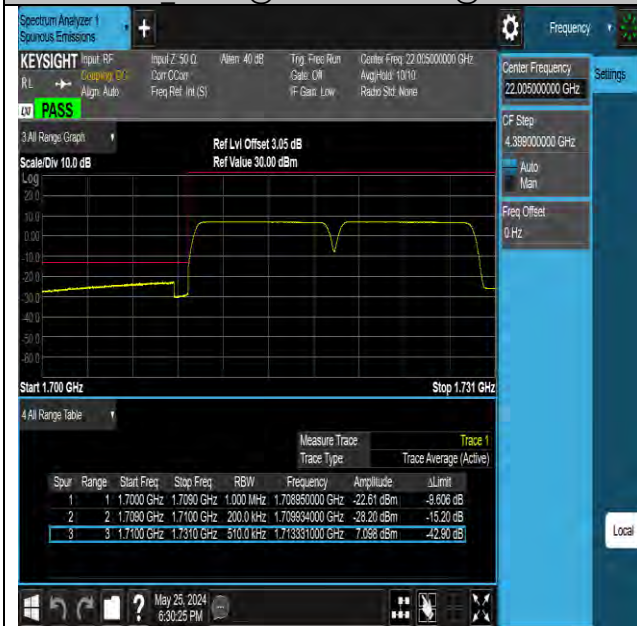 Spectrum Analyzer 1
Spurious Emissions
+
Frequency
KEYSIGHT Input: RF
RL
Coupling: DC
Align: Auto
Input Z: 50 Ω
Corr CCorr
Freq Ref: Int (S)
Atten: 40 dB
Trig: Free Run
Gate: Off
IF Gain: Low
Center Freq: 22.005000000 GHz
Avg|Hold: 10/10
Radio Std: None
LXI PASS
3 All Range Graph
Scale/Div 10.0 dB
Ref Lvl Offset 3.05 dB
Ref Value 30.00 dBm
Log
20.0
10.0
0.00
-10.0
-20.0
-30.0
-40.0
-50.0
-60.0
Start 1.700 GHz
Stop 1.731 GHz
4 All Range Table
Measure Trace Trace 1
Trace Type Trace Average (Active)
Spur Range Start Freq Stop Freq RBW Frequency Amplitude ΔLimit
1 1 1.7000 GHz 1.7090 GHz 1.000 MHz 1.708950000 GHz -22.61 dBm -9.606 dB
2 2 1.7090 GHz 1.7100 GHz 200.0 kHz 1.709934000 GHz -28.20 dBm -15.20 dB
3 3 1.7100 GHz 1.7310 GHz 510.0 kHz 1.713331000 GHz 7.098 dBm -42.90 dB
May 25, 2024
6:30:25 PM
?
Center Frequency
22.005000000 GHz
Settings
CF Step
4.399000000 GHz
Auto
Man
Freq Offset
0 Hz
Local